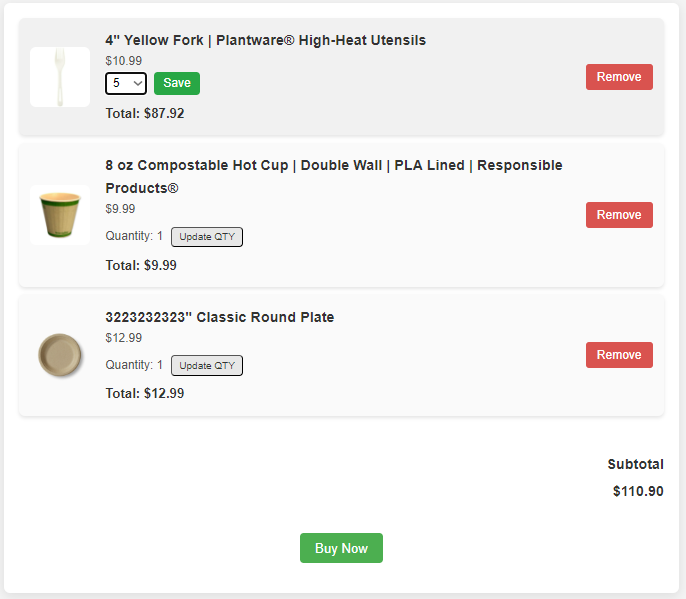 4" Yellow Fork | Plantware® High-Heat Utensils
$10.99
5 Save
Total: $87.92
Remove
8 oz Compostable Hot Cup | Double Wall | PLA Lined | Responsible
Products®
$9.99
Quantity: 1 Update QTY
Total: $9.99
Remove
3223232323" Classic Round Plate
$12.99
Quantity: 1 Update QTY
Total: $12.99
Remove
Subtotal
$110.90
Buy Now